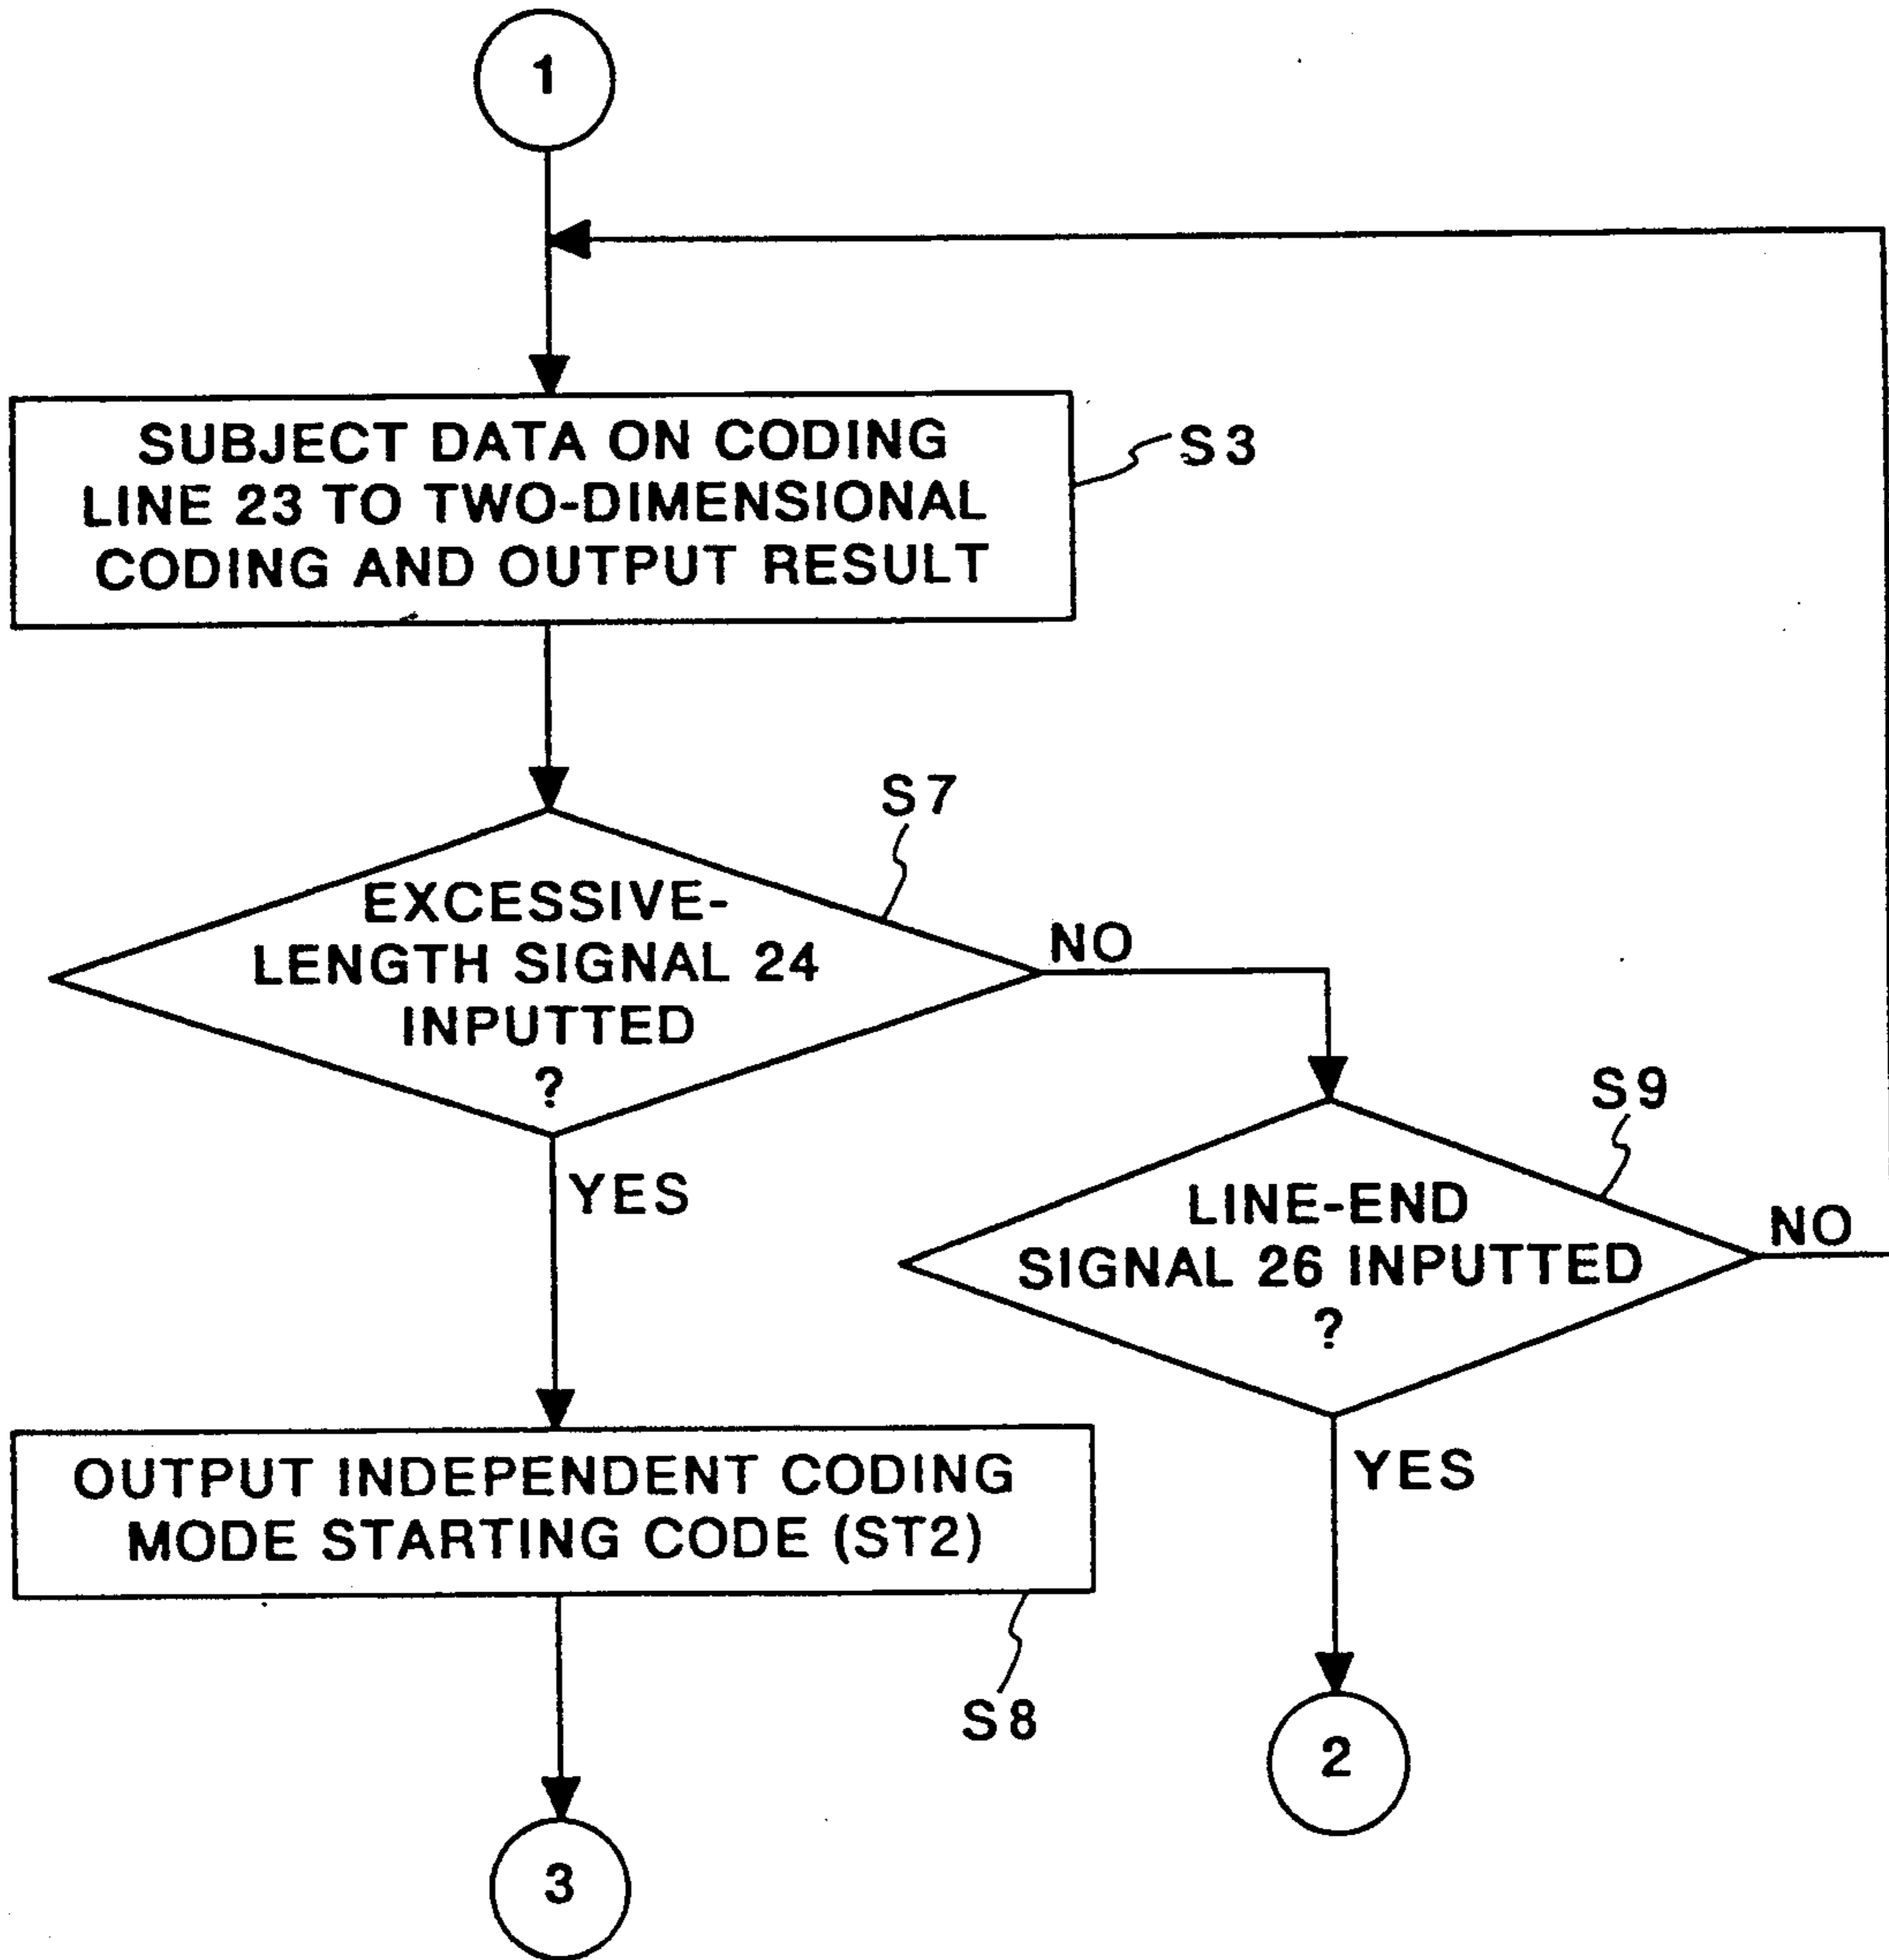 1
SUBJECT DATA ON CODING
LINE 23 TO TWO-DIMENSIONAL
CODING AND OUTPUT RESULT
S3
S7
EXCESSIVE-
LENGTH SIGNAL 24
INPUTTED
?
NO
YES
S9
LINE-END
SIGNAL 26 INPUTTED
?
NO
YES
OUTPUT INDEPENDENT CODING
MODE STARTING CODE (ST2)
S8
2
3